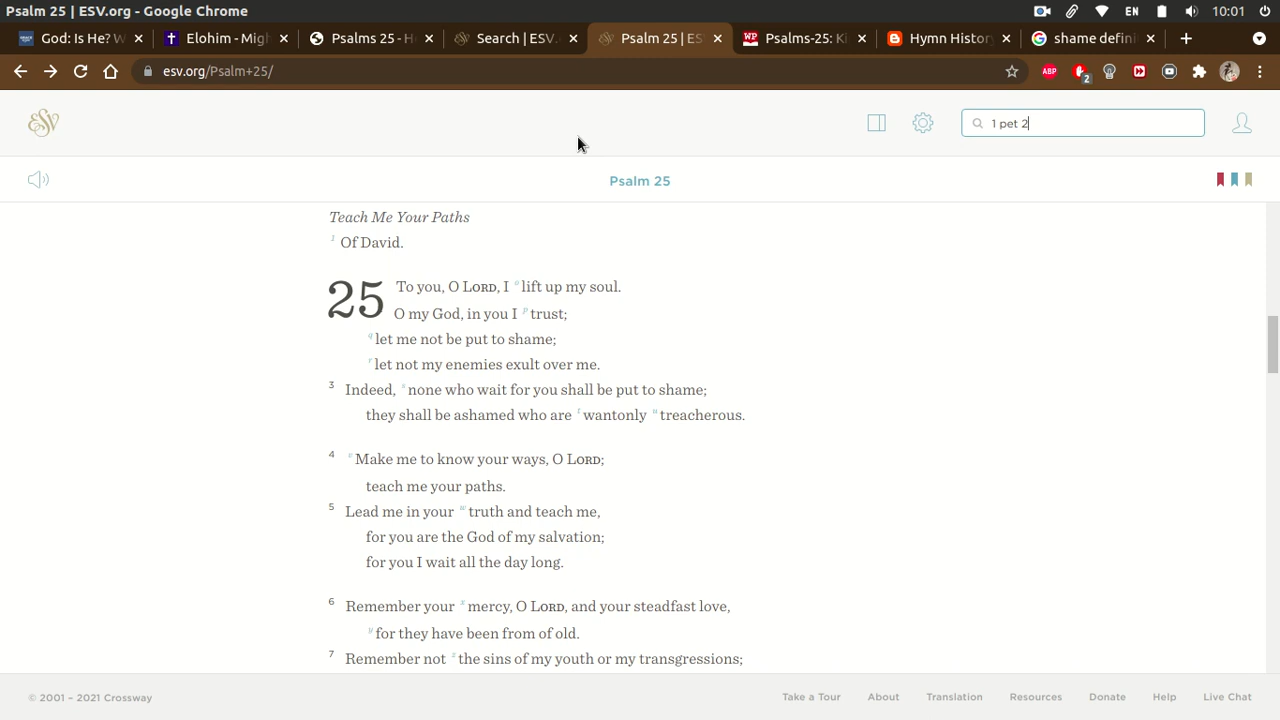 Psalm 25 | ESV.org - Google Chrome
EN
10:01
God: Is He? W
Elohim - Migh
Psalms 25 - H
Search | ESV.
Psalm 25 | ES
Psalms-25: Ki
Hymn History
shame defini
esv.org/Psalm+25/
ABP
2
ESV
1 pet 2
Psalm 25
Teach Me Your Paths
1 Of David.
25 To you, O LORD, I o lift up my soul.
O my God, in you I p trust;
q let me not be put to shame;
r let not my enemies exult over me.
3 Indeed, s none who wait for you shall be put to shame;
they shall be ashamed who are t wantonly u treacherous.
4 v Make me to know your ways, O LORD;
teach me your paths.
5 Lead me in your w truth and teach me,
for you are the God of my salvation;
for you I wait all the day long.
6 Remember your x mercy, O LORD, and your steadfast love,
y for they have been from of old.
7 Remember not z the sins of my youth or my transgressions;
© 2001 – 2021 Crossway
Take a Tour
About
Translation
Resources
Donate
Help
Live Chat